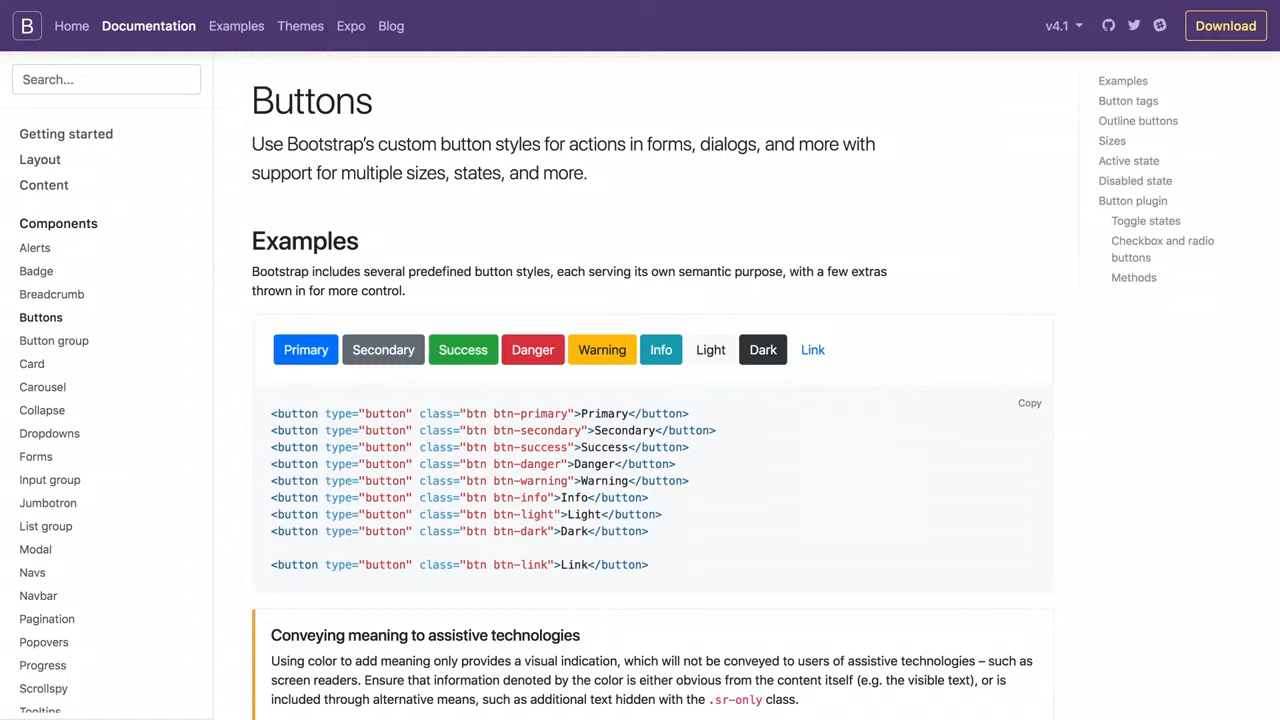 B Home Documentation Examples Themes Expo Blog v4.1 Download
Search...
Getting started
Layout
Content
Components
Alerts
Badge
Breadcrumb
Buttons
Button group
Card
Carousel
Collapse
Dropdowns
Forms
Input group
Jumbotron
List group
Modal
Navs
Navbar
Pagination
Popovers
Progress
Scrollspy
Tooltips
Buttons
Use Bootstrap's custom button styles for actions in forms, dialogs, and more with
support for multiple sizes, states, and more.
Examples
Bootstrap includes several predefined button styles, each serving its own semantic purpose, with a few extras
thrown in for more control.
Primary Secondary Success Danger Warning Info Light Dark Link
Copy
<button type="button" class="btn btn-primary">Primary</button>
<button type="button" class="btn btn-secondary">Secondary</button>
<button type="button" class="btn btn-success">Success</button>
<button type="button" class="btn btn-danger">Danger</button>
<button type="button" class="btn btn-warning">Warning</button>
<button type="button" class="btn btn-info">Info</button>
<button type="button" class="btn btn-light">Light</button>
<button type="button" class="btn btn-dark">Dark</button>
<button type="button" class="btn btn-link">Link</button>
Conveying meaning to assistive technologies
Using color to add meaning only provides a visual indication, which will not be conveyed to users of assistive technologies – such as
screen readers. Ensure that information denoted by the color is either obvious from the content itself (e.g. the visible text), or is
included through alternative means, such as additional text hidden with the .sr-only class.
Examples
Button tags
Outline buttons
Sizes
Active state
Disabled state
Button plugin
Toggle states
Checkbox and radio
buttons
Methods